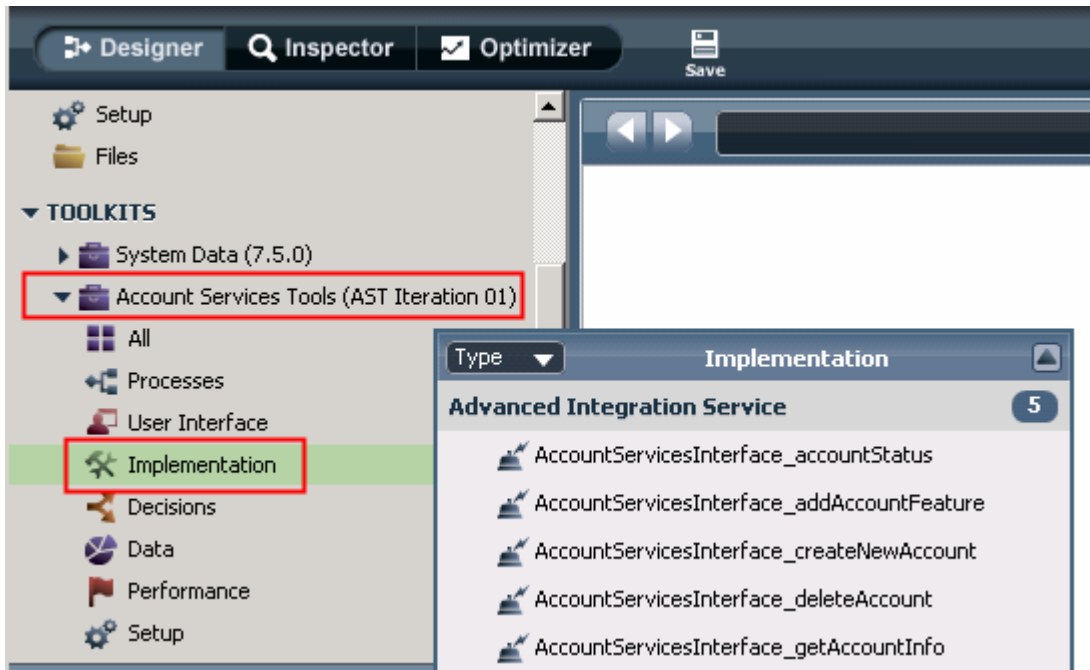 Designer Inspector Optimizer Save
Setup
Files
TOOLKITS
System Data (7.5.0)
Account Services Tools (AST Iteration 01)
All
Processes
User Interface
Implementation
Decisions
Data
Performance
Setup
Type Implementation
Advanced Integration Service 5
AccountServicesInterface_accountStatus
AccountServicesInterface_addAccountFeature
AccountServicesInterface_createNewAccount
AccountServicesInterface_deleteAccount
AccountServicesInterface_getAccountInfo